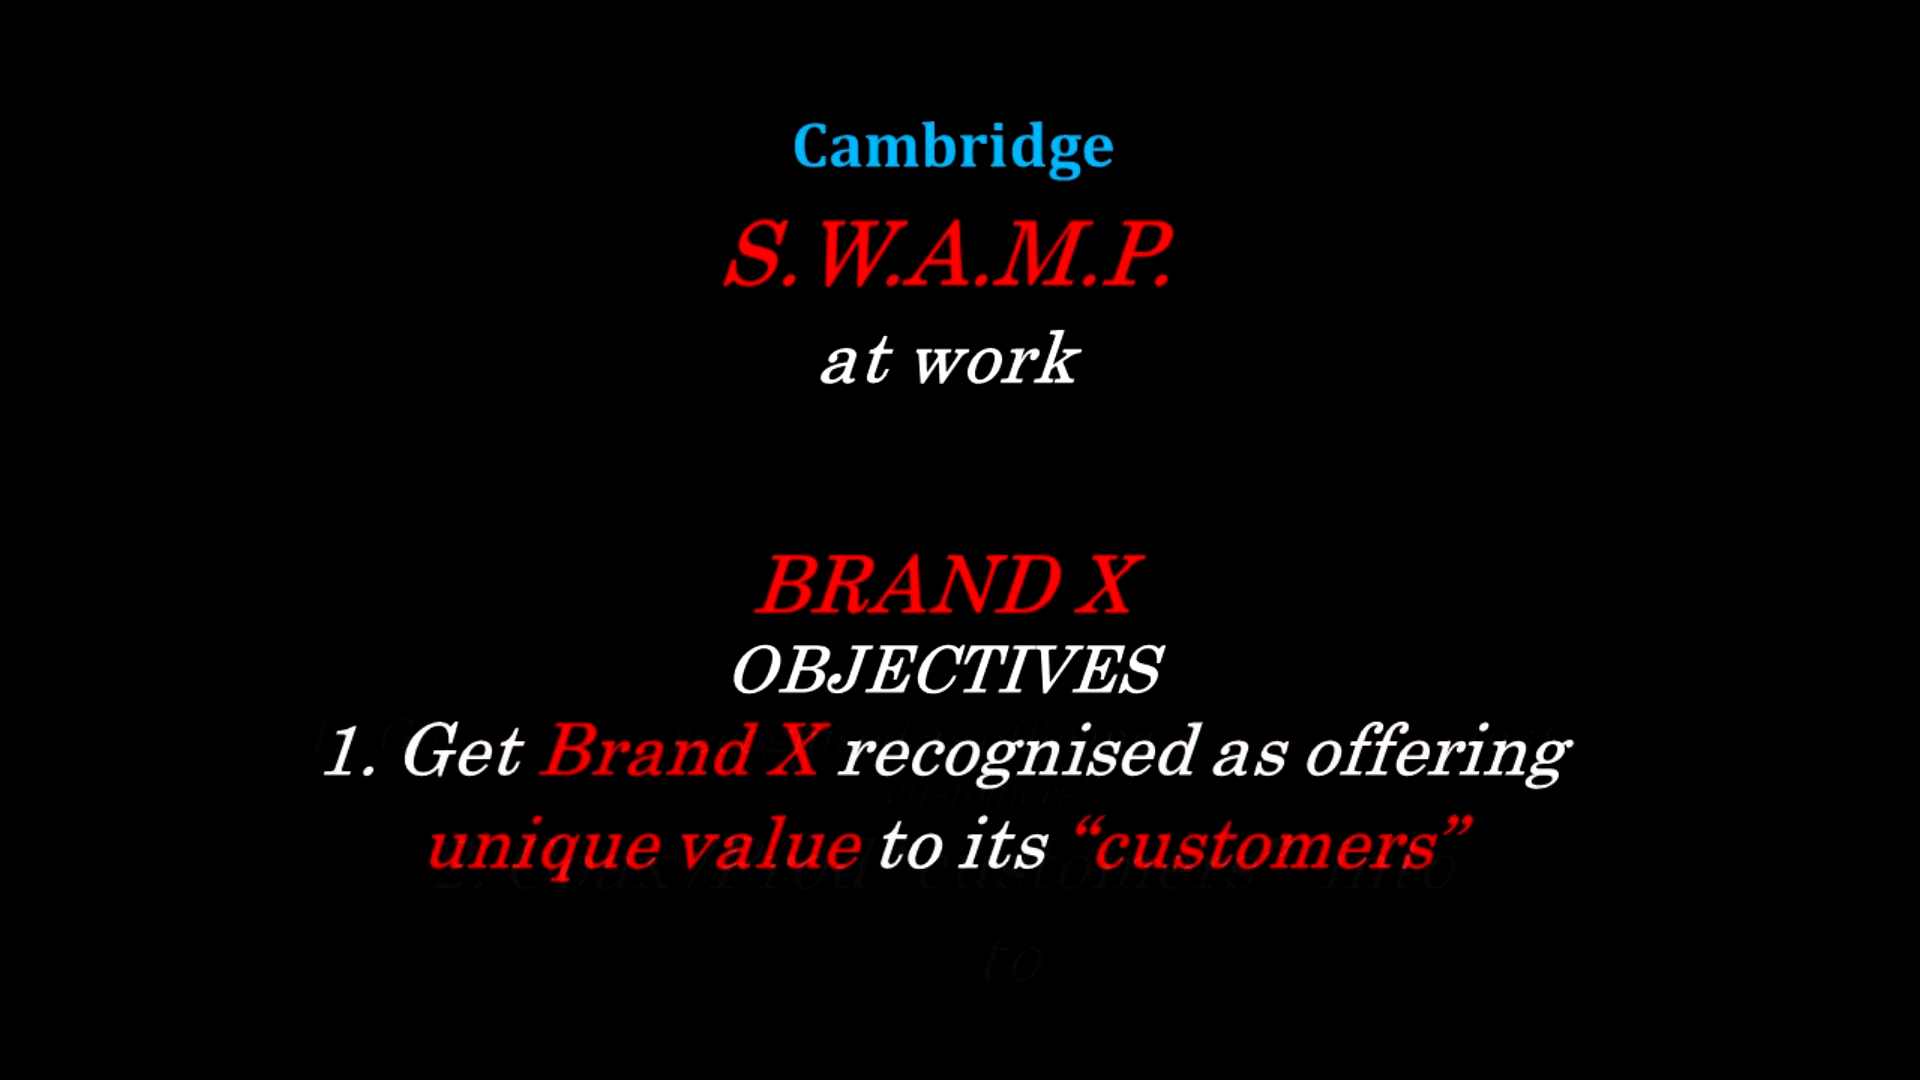 Cambridge
S.W.A.M.P.
at work
BRAND X
OBJECTIVES
1. Get Brand X recognised as offering
unique value to its “customers”